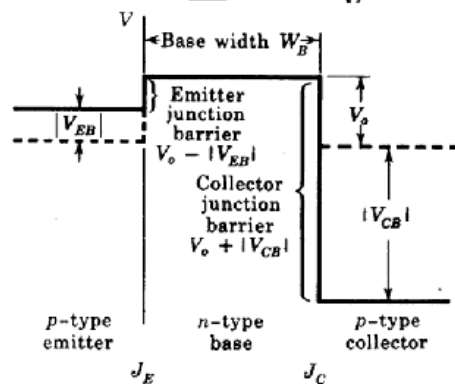 V
Base width W_B
Emitter
junction
barrier
V_o − |V_EB|
|V_EB|
V_o
Collector
junction
barrier
V_o + |V_CB|
|V_CB|
p-type
emitter
n-type
base
p-type
collector
J_E
J_C